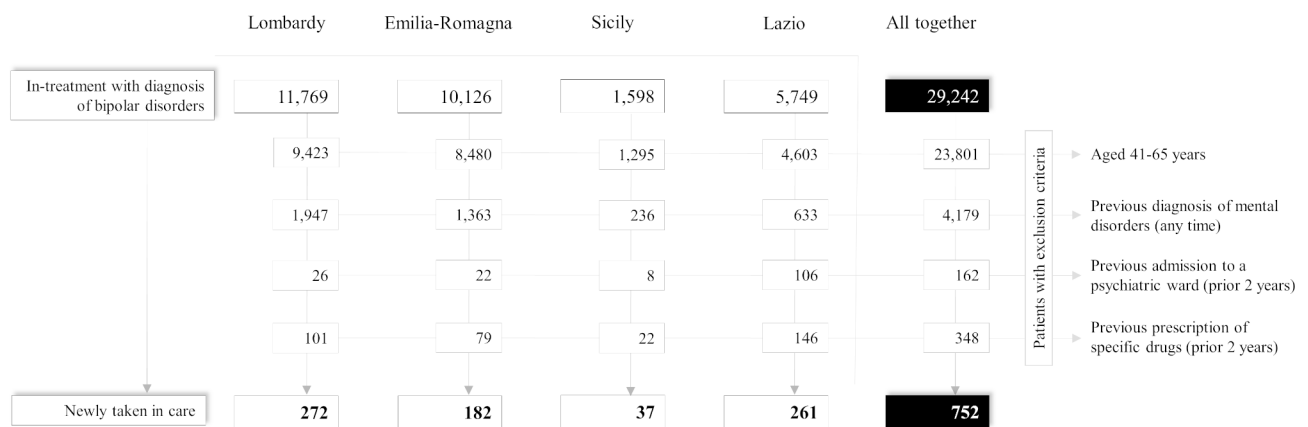 Lombardy Emilia-Romagna Sicily Lazio All together
In-treatment with diagnosis
of bipolar disorders
11,769 10,126 1,598 5,749 29,242
9,423 8,480 1,295 4,603 23,801
Aged 41-65 years
1,947 1,363 236 633 4,179
Previous diagnosis of mental
disorders (any time)
26 22 8 106 162
Previous admission to a
psychiatric ward (prior 2 years)
101 79 22 146 348
Previous prescription of
specific drugs (prior 2 years)
Patients with exclusion criteria
Newly taken in care 272 182 37 261 752